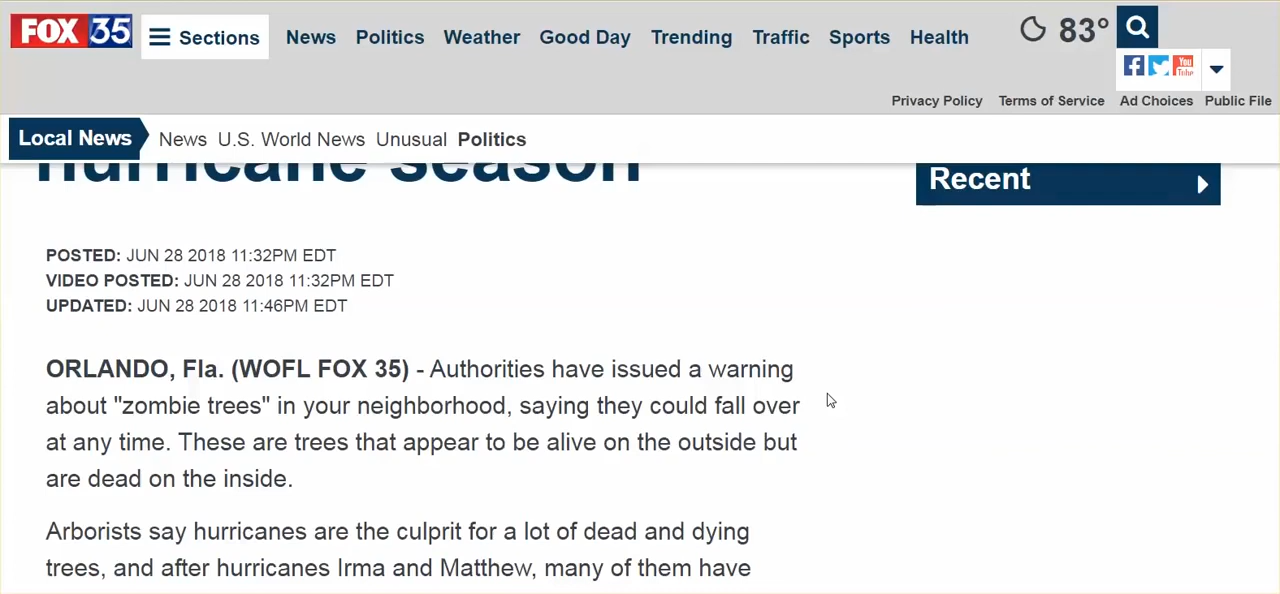 FOX 35
Sections
News Politics Weather Good Day Trending Traffic Sports Health
83°
You Tube
Privacy Policy Terms of Service Ad Choices Public File
Local News News U.S. World News Unusual Politics
hurricane season
Recent
POSTED: JUN 28 2018 11:32PM EDT
VIDEO POSTED: JUN 28 2018 11:32PM EDT
UPDATED: JUN 28 2018 11:46PM EDT
ORLANDO, Fla. (WOFL FOX 35) - Authorities have issued a warning
about "zombie trees" in your neighborhood, saying they could fall over
at any time. These are trees that appear to be alive on the outside but
are dead on the inside.
Arborists say hurricanes are the culprit for a lot of dead and dying
trees, and after hurricanes Irma and Matthew, many of them have